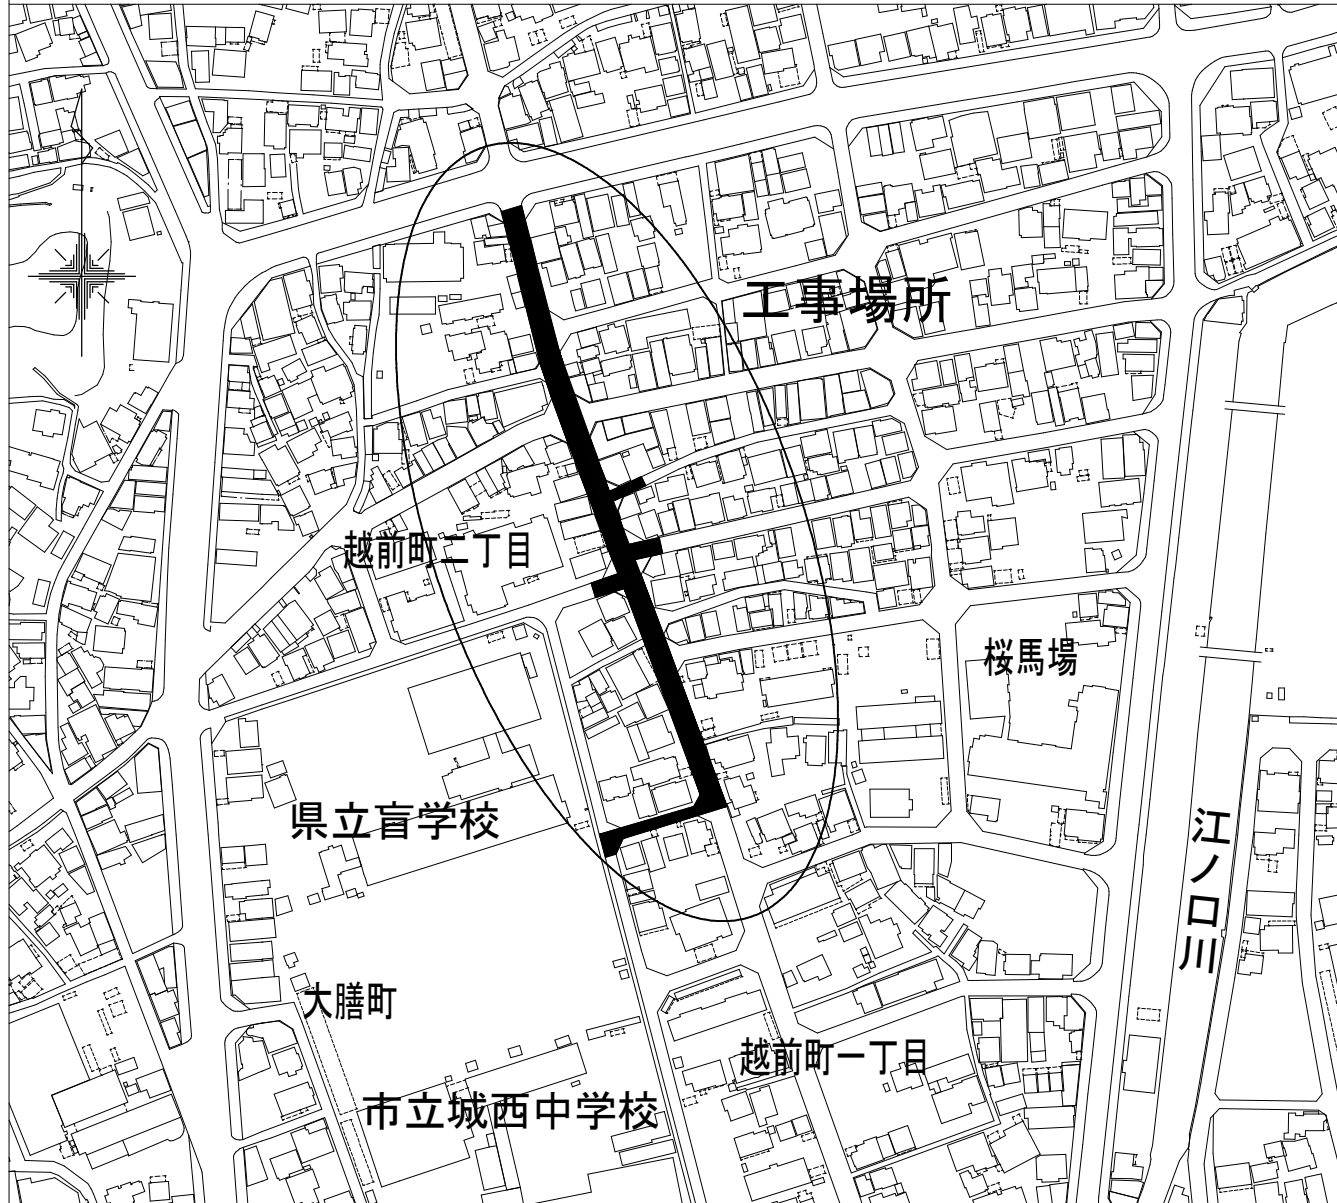 工事場所
越前町二丁目
桜馬場
県立盲学校
江ノ口川
大膳町
越前町一丁目
市立城西中学校